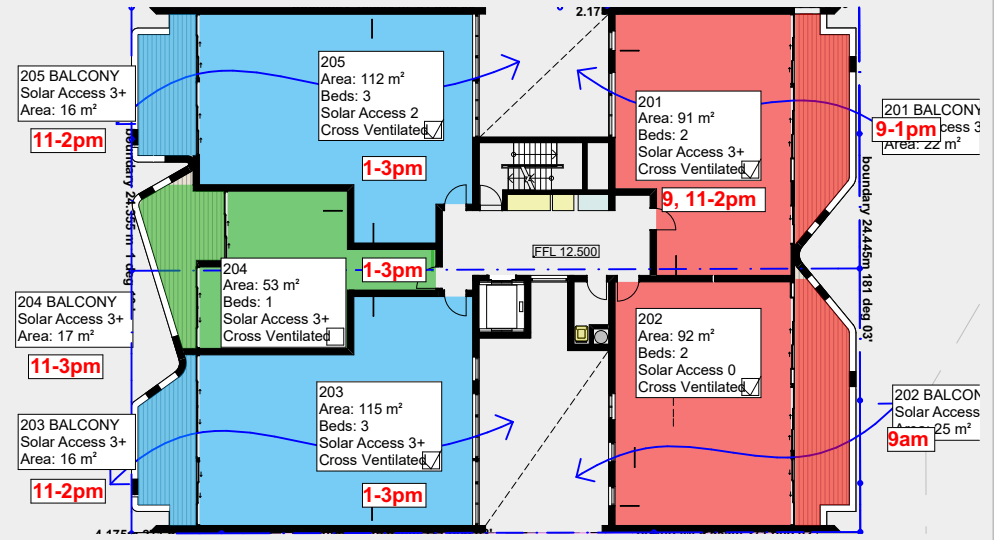 2.17
205 BALCONY
Solar Access 3+
Area: 16 m²
11-2pm
205
Area: 112 m²
Beds: 3
Solar Access 2
Cross Ventilated
1-3pm
201
Area: 91 m²
Beds: 2
Solar Access 3+
Cross Ventilated
9, 11-2pm
201 BALCONY
9-1pm
Area: 22 m²
boundary 24.445m 181 deg 03'
FFL 12.500
204
Area: 53 m²
Beds: 1
Solar Access 3+
Cross Ventilated
1-3pm
204 BALCONY
Solar Access 3+
Area: 17 m²
11-3pm
203 BALCONY
Solar Access 3+
Area: 16 m²
11-2pm
203
Area: 115 m²
Beds: 3
Solar Access 3+
Cross Ventilated
1-3pm
202
Area: 92 m²
Beds: 2
Solar Access 0
Cross Ventilated
202 BALCON
Solar Access
25 m²
9am